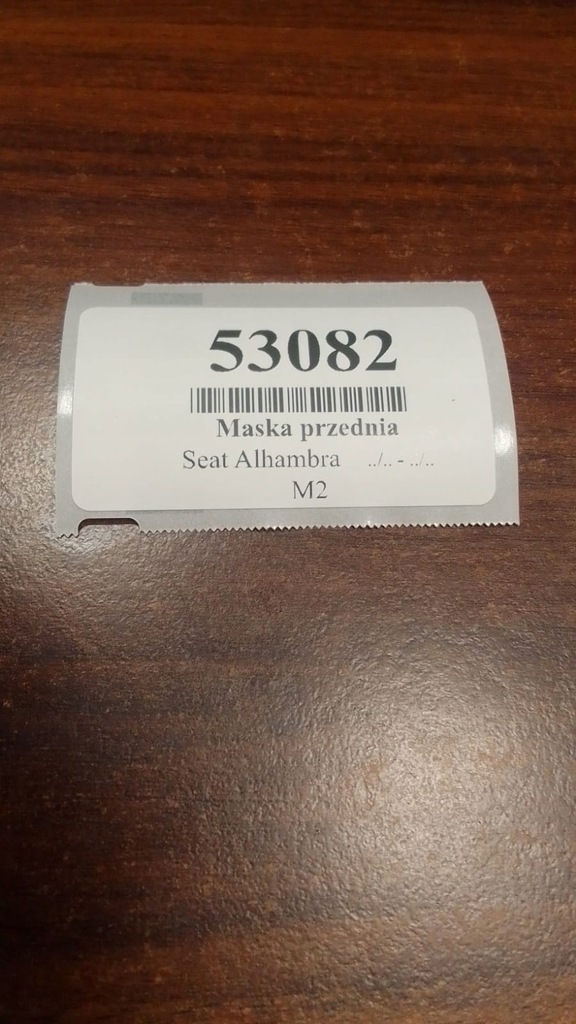 53082
Maska przednia
Seat Alhambra ../.. - ../..
M2